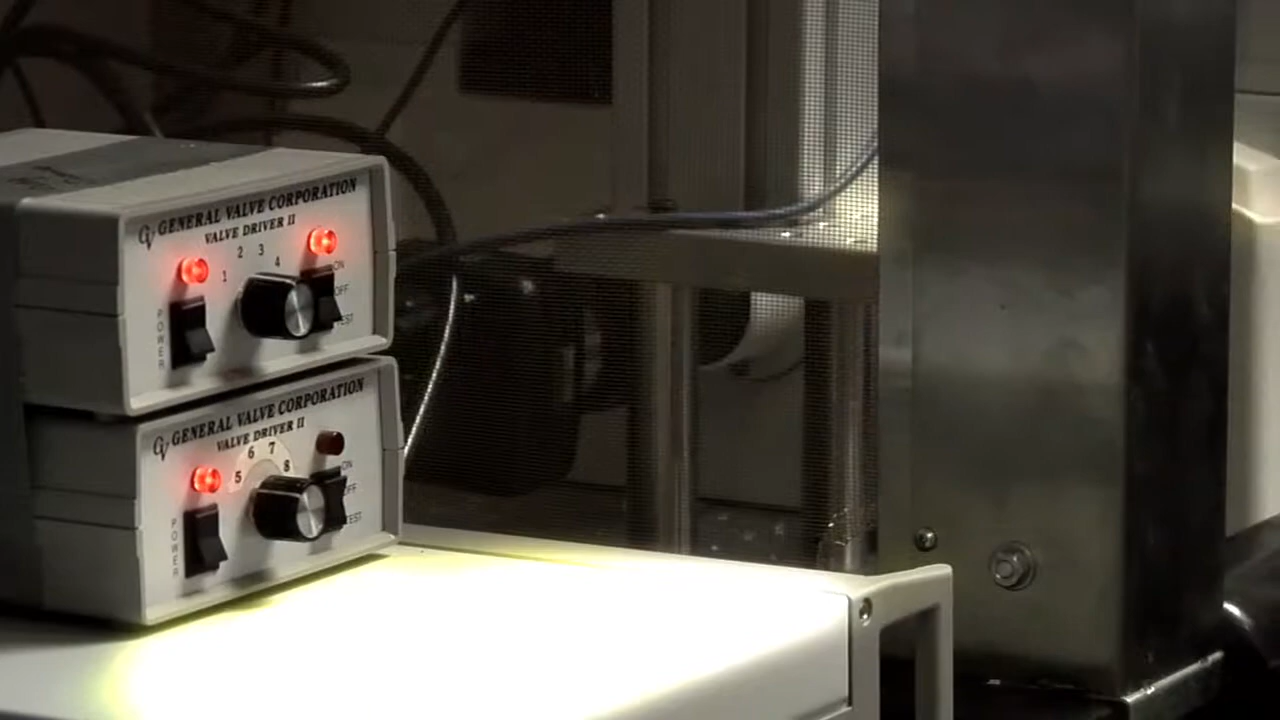 GV GENERAL VALVE CORPORATION
VALVE DRIVER II
1 2 3 4
ON
OFF
TEST
POWER
GV GENERAL VALVE CORPORATION
VALVE DRIVER II
5 6 7 8
ON
OFF
TEST
POWER